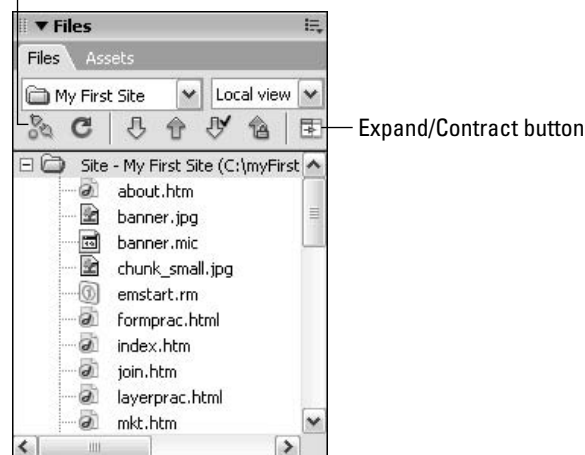 Files
Files Assets
My First Site Local view
Expand/Contract button
Site - My First Site (C:\myFirst
about.htm
banner.jpg
banner.mic
chunk_small.jpg
emstart.rm
formprac.html
index.htm
join.htm
layerprac.html
mkt.htm